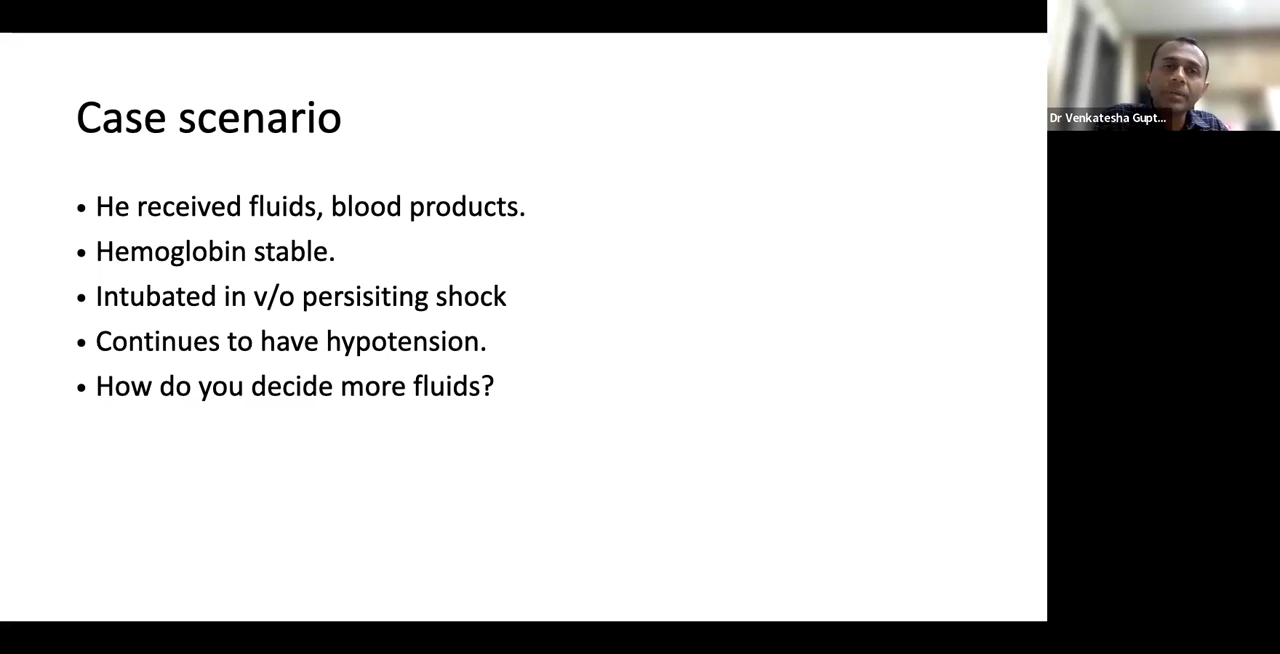 Case scenario
• He received fluids, blood products.
• Hemoglobin stable.
• Intubated in v/o persisiting shock
• Continues to have hypotension.
• How do you decide more fluids?
Dr Venkatesha Gupt...